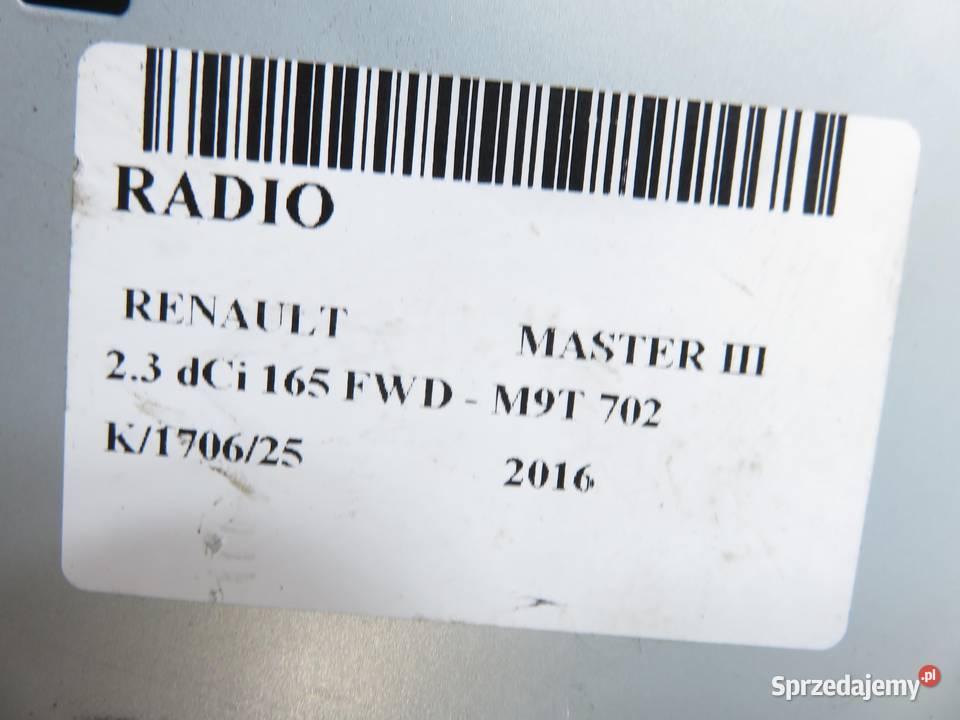 RADIO
RENAULT MASTER III
2.3 dCi 165 FWD - M9T 702
K/1706/25 2016
Sprzedajemy.pl